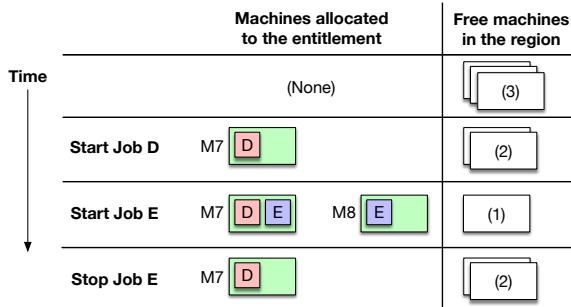 Machines allocated
to the entitlement
Free machines
in the region
Time
(None)
(3)
Start Job D
M7
D
(2)
Start Job E
M7
D
E
M8
E
(1)
Stop Job E
M7
D
(2)